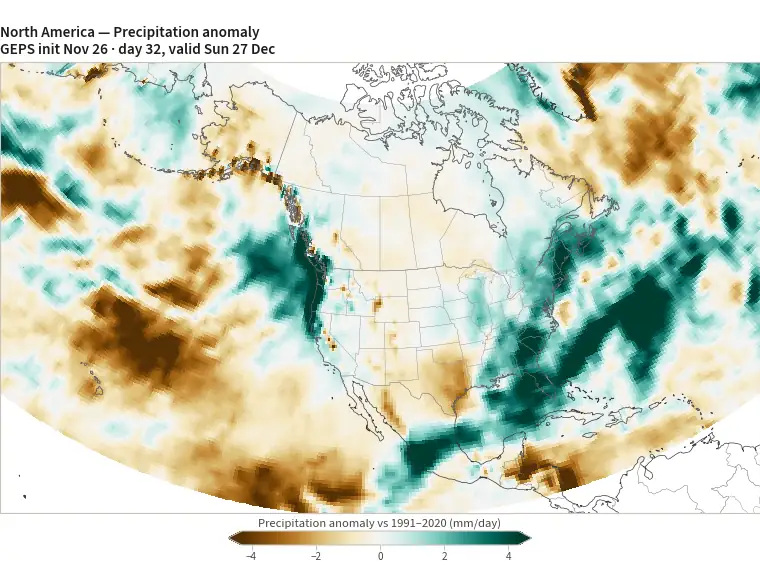 North America — Precipitation anomaly
GEPS init Nov 26 · day 32, valid Sun 27 Dec
Precipitation anomaly vs 1991–2020 (mm/day)
−4 −2 0 2 4